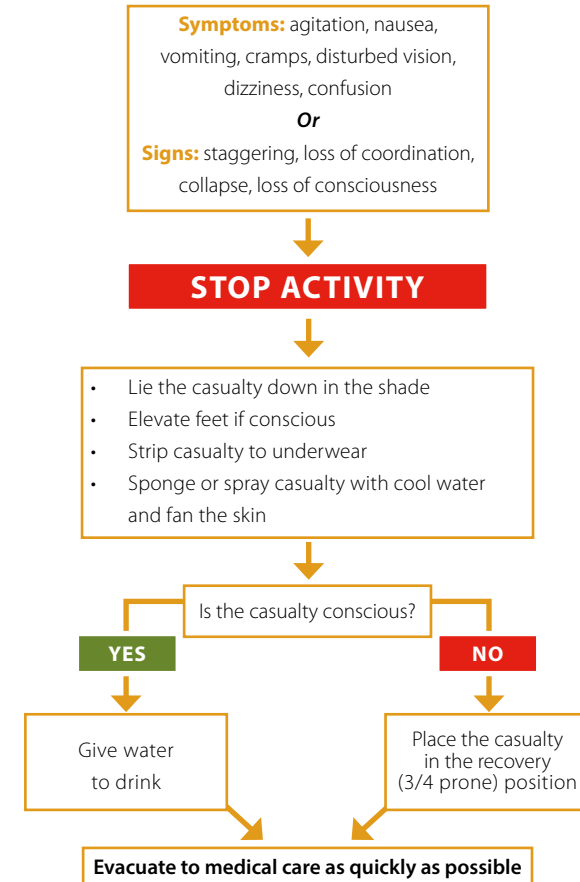 Symptoms: agitation, nausea,
vomiting, cramps, disturbed vision,
dizziness, confusion
Or
Signs: staggering, loss of coordination,
collapse, loss of consciousness
STOP ACTIVITY
• Lie the casualty down in the shade
• Elevate feet if conscious
• Strip casualty to underwear
• Sponge or spray casualty with cool water
and fan the skin
Is the casualty conscious?
YES
NO
Give water
to drink
Place the casualty
in the recovery
(3/4 prone) position
Evacuate to medical care as quickly as possible